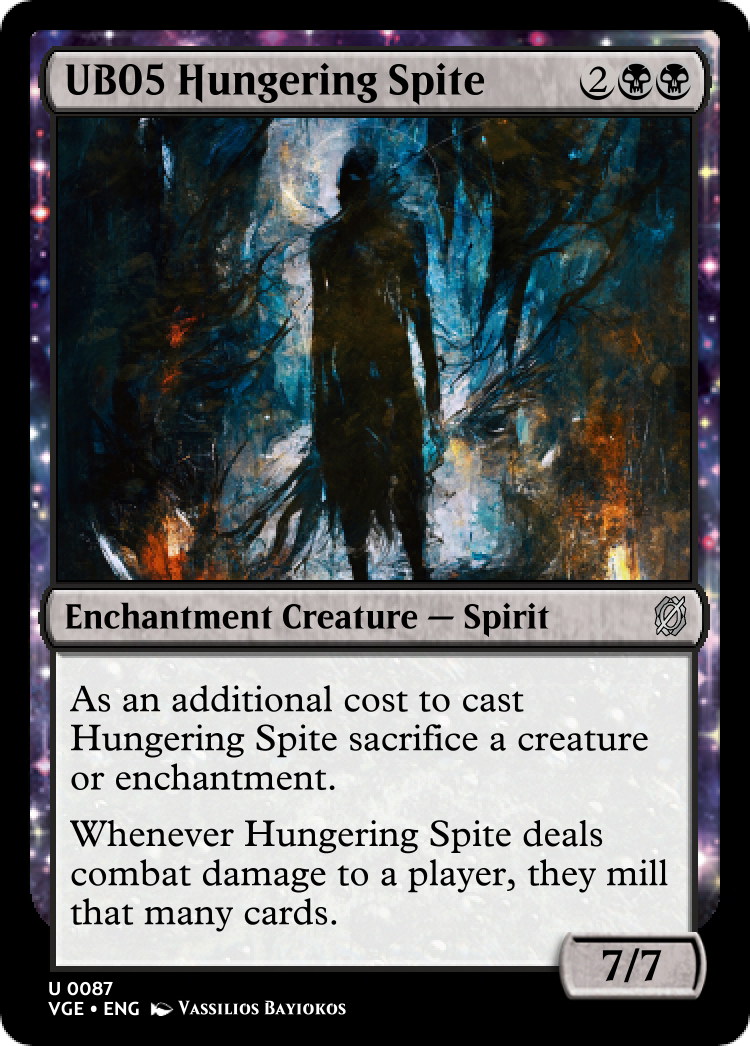 UB05 Hungering Spite 2
Enchantment Creature — Spirit
As an additional cost to cast
Hungering Spite sacrifice a creature
or enchantment.
Whenever Hungering Spite deals
combat damage to a player, they mill
that many cards.
7/7
U 0087
VGE • ENG Vassilios Bayiokos